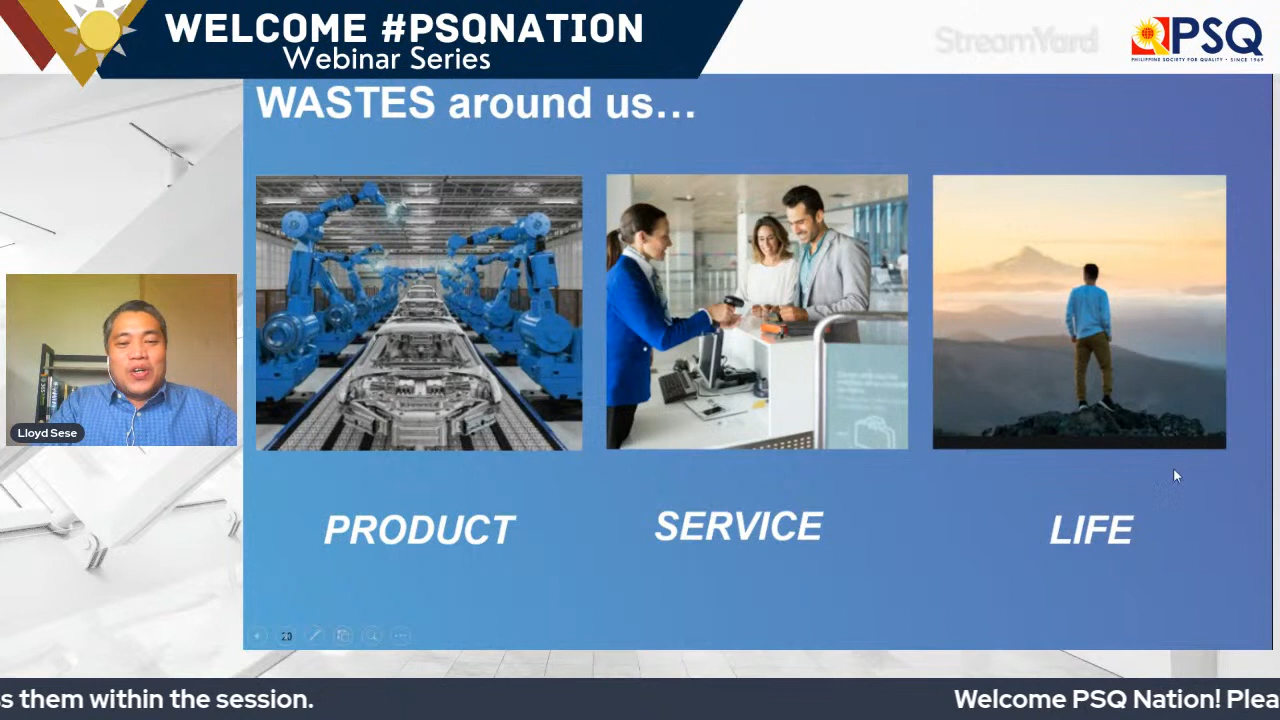 WELCOME #PSQNATION
Webinar Series
StreamYard
PSQ
PHILIPPINE SOCIETY FOR QUALITY • SINCE 1969
WASTES around us...
Lloyd Sese
PRODUCT
SERVICE
LIFE
s them within the session.
Welcome PSQ Nation! Plea